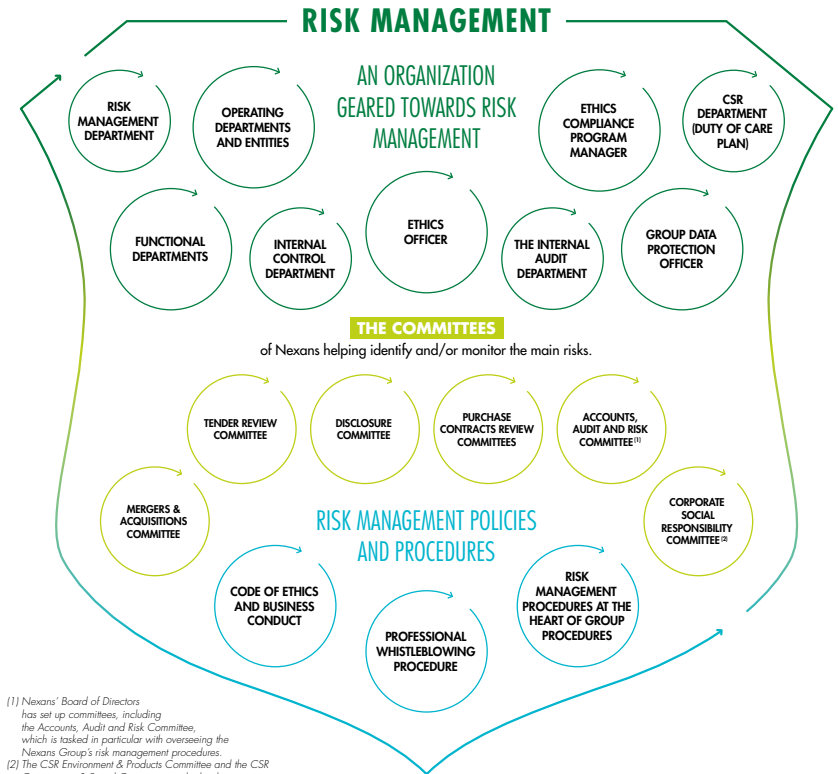 RISK MANAGEMENT
AN ORGANIZATION
GEARED TOWARDS RISK
MANAGEMENT
RISK
MANAGEMENT
DEPARTMENT
OPERATING
DEPARTMENTS
AND ENTITIES
ETHICS
COMPLIANCE
PROGRAM
MANAGER
CSR
DEPARTMENT
(DUTY OF CARE
PLAN)
FUNCTIONAL
DEPARTMENTS
INTERNAL
CONTROL
DEPARTMENT
ETHICS
OFFICER
THE INTERNAL
AUDIT
DEPARTMENT
GROUP DATA
PROTECTION
OFFICER
THE COMMITTEES
of Nexans helping identify and/or monitor the main risks.
TENDER REVIEW
COMMITTEE
DISCLOSURE
COMMITTEE
PURCHASE
CONTRACTS REVIEW
COMMITTEES
ACCOUNTS,
AUDIT AND RISK
COMMITTEE(1)
MERGERS &
ACQUISITIONS
COMMITTEE
CORPORATE
SOCIAL
RESPONSIBILITY
COMMITTEE(2)
RISK MANAGEMENT POLICIES
AND PROCEDURES
CODE OF ETHICS
AND BUSINESS
CONDUCT
PROFESSIONAL
WHISTLEBLOWING
PROCEDURE
RISK
MANAGEMENT
PROCEDURES AT THE
HEART OF GROUP
PROCEDURES
(1) Nexans' Board of Directors
has set up committees, including
the Accounts, Audit and Risk Committee,
which is tasked in particular with overseeing the
Nexans Group's risk management procedures.
(2) The CSR Environment & Products Committee and the CSR